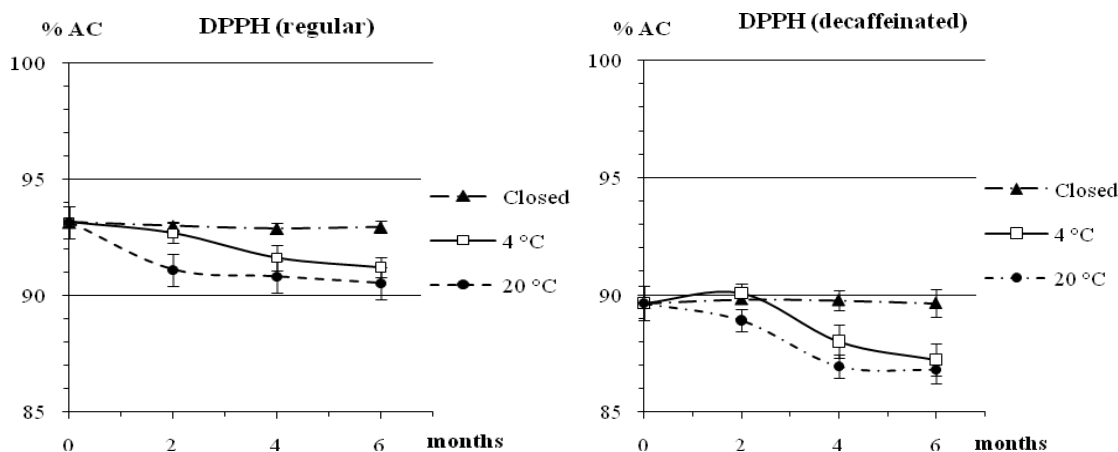 % AC
DPPH (regular)
100
95
90
85
0
2
4
6
months
Closed
4 °C
20 °C
% AC
DPPH (decaffeinated)
100
95
90
85
0
2
4
6
months
Closed
4 °C
20 °C